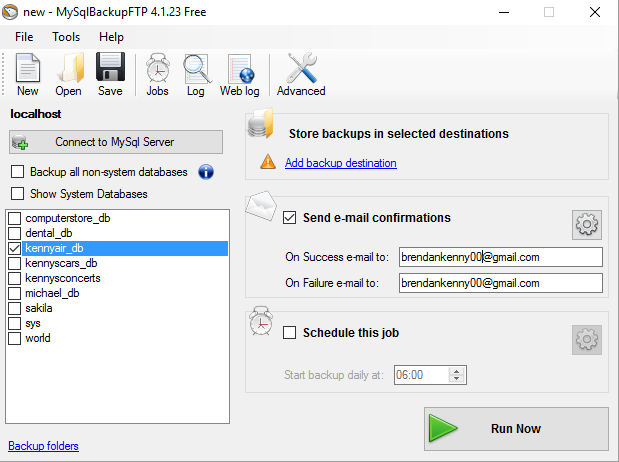 new - MySqlBackupFTP 4.1.23 Free
File Tools Help
New Open Save Jobs Log Web log Advanced
localhost
Connect to MySql Server
Backup all non-system databases
Show System Databases
computerstore_db
dental_db
kennyair_db
kennyscars_db
kennysconcerts
michael_db
sakila
sys
world
Backup folders
Store backups in selected destinations
Add backup destination
Send e-mail confirmations
On Success e-mail to: brendankenny00@gmail.com
On Failure e-mail to: brendankenny00@gmail.com
Schedule this job
Start backup daily at: 06:00
Run Now